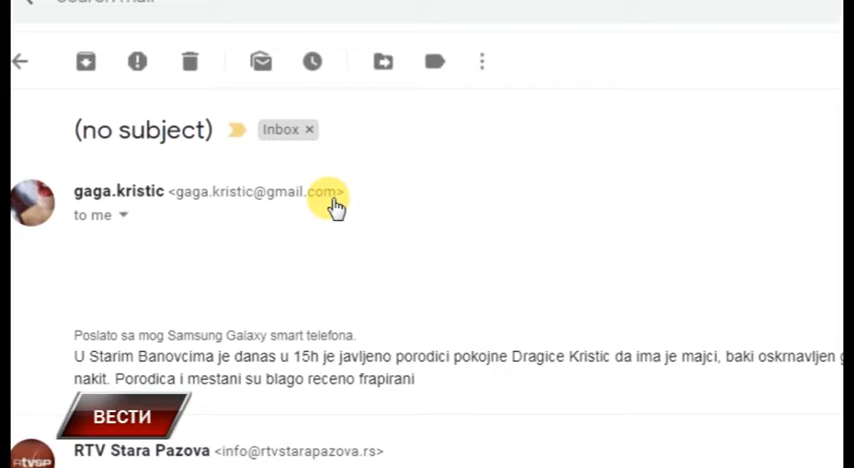 (no subject) Inbox ×
gaga.kristic <gaga.kristic@gmail.com>
to me
Poslato sa mog Samsung Galaxy smart telefona.
U Starim Banovcima je danas u 15h je javljeno porodici pokojne Dragice Kristic da ima je majci, baki oskrnavljen
nakit. Porodica i mestani su blago receno frapirani
ВЕСТИ
RTV Stara Pazova <info@rtvstarapazova.rs>
RTVSP